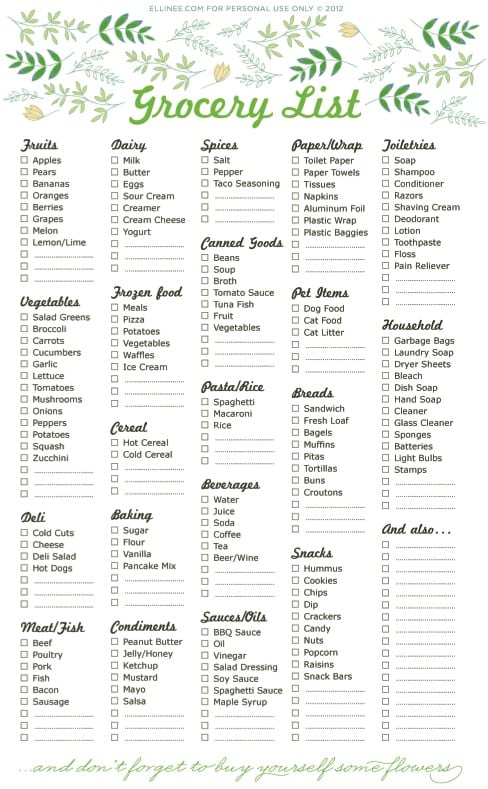 ELLINEE.COM FOR PERSONAL USE ONLY © 2012
Grocery List
Fruits
Apples
Pears
Bananas
Oranges
Berries
Grapes
Melon
Lemon/Lime
Vegetables
Salad Greens
Broccoli
Carrots
Cucumbers
Garlic
Lettuce
Tomatoes
Mushrooms
Onions
Peppers
Potatoes
Squash
Zucchini
Deli
Cold Cuts
Cheese
Deli Salad
Hot Dogs
Meat/Fish
Beef
Poultry
Pork
Fish
Bacon
Sausage
Dairy
Milk
Butter
Eggs
Sour Cream
Creamer
Cream Cheese
Yogurt
Frozen food
Meals
Pizza
Potatoes
Vegetables
Waffles
Ice Cream
Cereal
Hot Cereal
Cold Cereal
Baking
Sugar
Flour
Vanilla
Pancake Mix
Condiments
Peanut Butter
Jelly/Honey
Ketchup
Mustard
Mayo
Salsa
Spices
Salt
Pepper
Taco Seasoning
Canned Goods
Beans
Soup
Broth
Tomato Sauce
Tuna Fish
Fruit
Vegetables
Pasta/Rice
Spaghetti
Macaroni
Rice
Beverages
Water
Juice
Soda
Coffee
Tea
Beer/Wine
Sauces/Oils
BBQ Sauce
Oil
Vinegar
Salad Dressing
Soy Sauce
Spaghetti Sauce
Maple Syrup
Paper/Wrap
Toilet Paper
Paper Towels
Tissues
Napkins
Aluminum Foil
Plastic Wrap
Plastic Baggies
Pet Items
Dog Food
Cat Food
Cat Litter
Breads
Sandwich
Fresh Loaf
Bagels
Muffins
Pitas
Tortillas
Buns
Croutons
Snacks
Hummus
Cookies
Chips
Dip
Crackers
Candy
Nuts
Popcorn
Raisins
Snack Bars
Toiletries
Soap
Shampoo
Conditioner
Razors
Shaving Cream
Deodorant
Lotion
Toothpaste
Floss
Pain Reliever
Household
Garbage Bags
Laundry Soap
Dryer Sheets
Bleach
Dish Soap
Hand Soap
Cleaner
Glass Cleaner
Sponges
Batteries
Light Bulbs
Stamps
And also...
...and don't forget to buy yourself some flowers